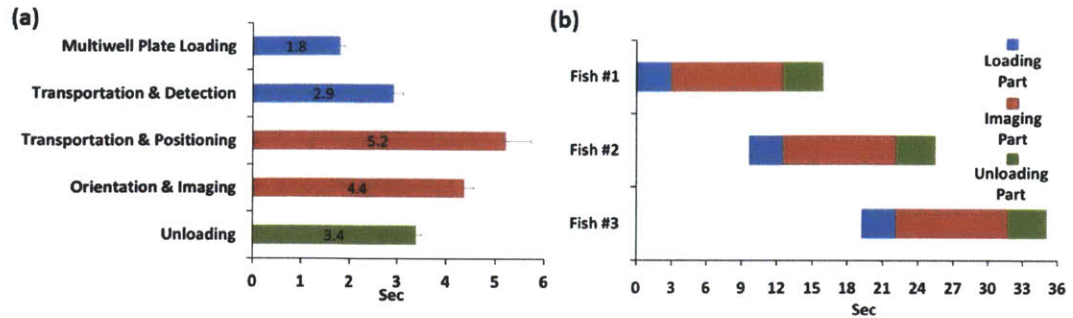 (a)
Multiwell Plate Loading
1.8
Transportation & Detection
2.9
Transportation & Positioning
5.2
Orientation & Imaging
4.4
Unloading
3.4
0 1 2 3 4 5 6
Sec
(b)
Fish #1
Fish #2
Fish #3
0 3 6 9 12 15 18 21 24 27 30 33 36
Sec
Loading
Part
Imaging
Part
Unloading
Part